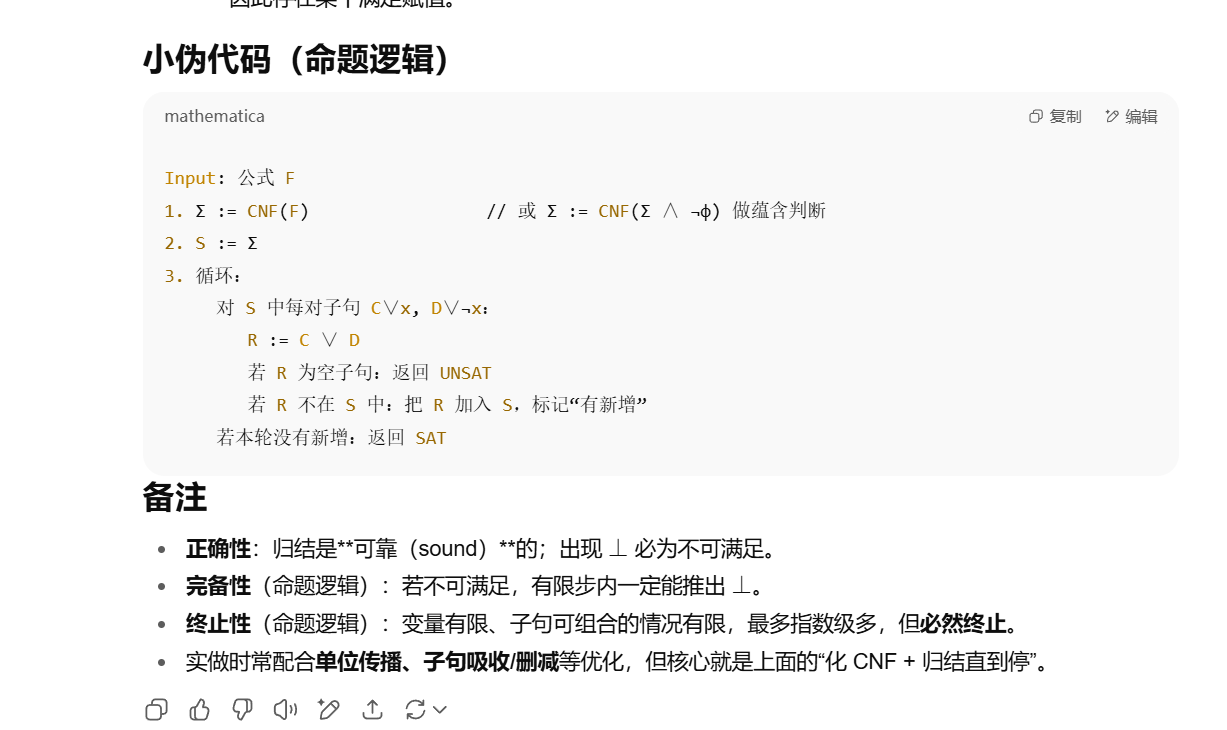 小伪代码（命题逻辑）
mathematica
复制 编辑
Input: 公式 F
1. Σ := CNF(F) // 或 Σ := CNF(Σ ∧ ¬φ) 做蕴含判断
2. S := Σ
3. 循环：
对 S 中每对子句 C∨x, D∨¬x：
R := C ∨ D
若 R 为空子句：返回 UNSAT
若 R 不在 S 中：把 R 加入 S，标记“有新增”
若本轮没有新增：返回 SAT
备注
正确性：归结是**可靠（sound）**的；出现 ⊥ 必为不可满足。
完备性（命题逻辑）：若不可满足，有限步内一定能推出 ⊥。
终止性（命题逻辑）：变量有限、子句可组合的情况有限，最多指数级多，但必然终止。
实做时常配合单位传播、子句吸收/删减等优化，但核心就是上面的“化 CNF + 归结直到停”。